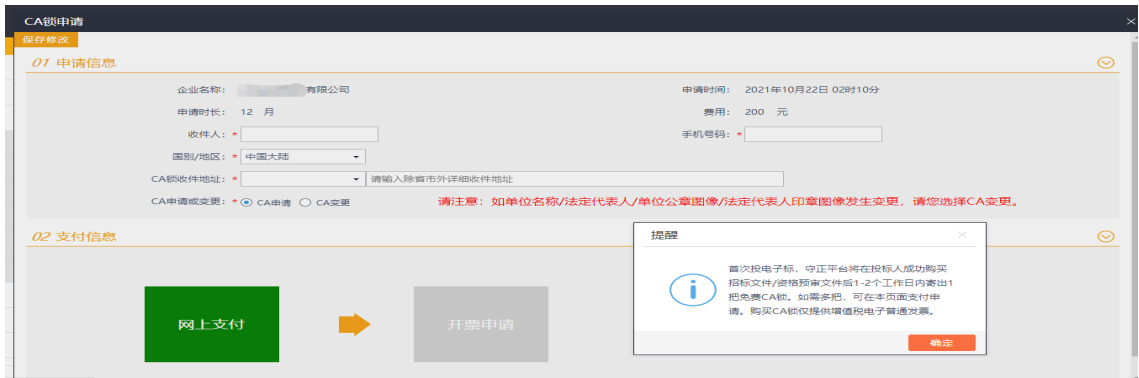 CA锁申请
保存修改
01 申请信息
企业名称： 有限公司
申请时间： 2021年10月22日 02时10分
申请时长： 12 月
费用： 200 元
收件人：*
手机号码：*
国别/地区：* 中国大陆
CA锁收件地址：* 请输入除省市外详细收件地址
CA申请或变更：* CA申请 CA变更
请注意：如单位名称/法定代表人/单位公章图像/法定代表人印章图像发生变更，请您选择CA变更。
02 支付信息
网上支付
开票申请
提醒
首次投电子标，守正平台将在投标人成功购买
招标文件/资格预审文件后1-2个工作日内寄出1
把免费CA锁。如需多把，可在本页面支付申
请。购买CA锁仅提供增值税电子普通发票。
确定